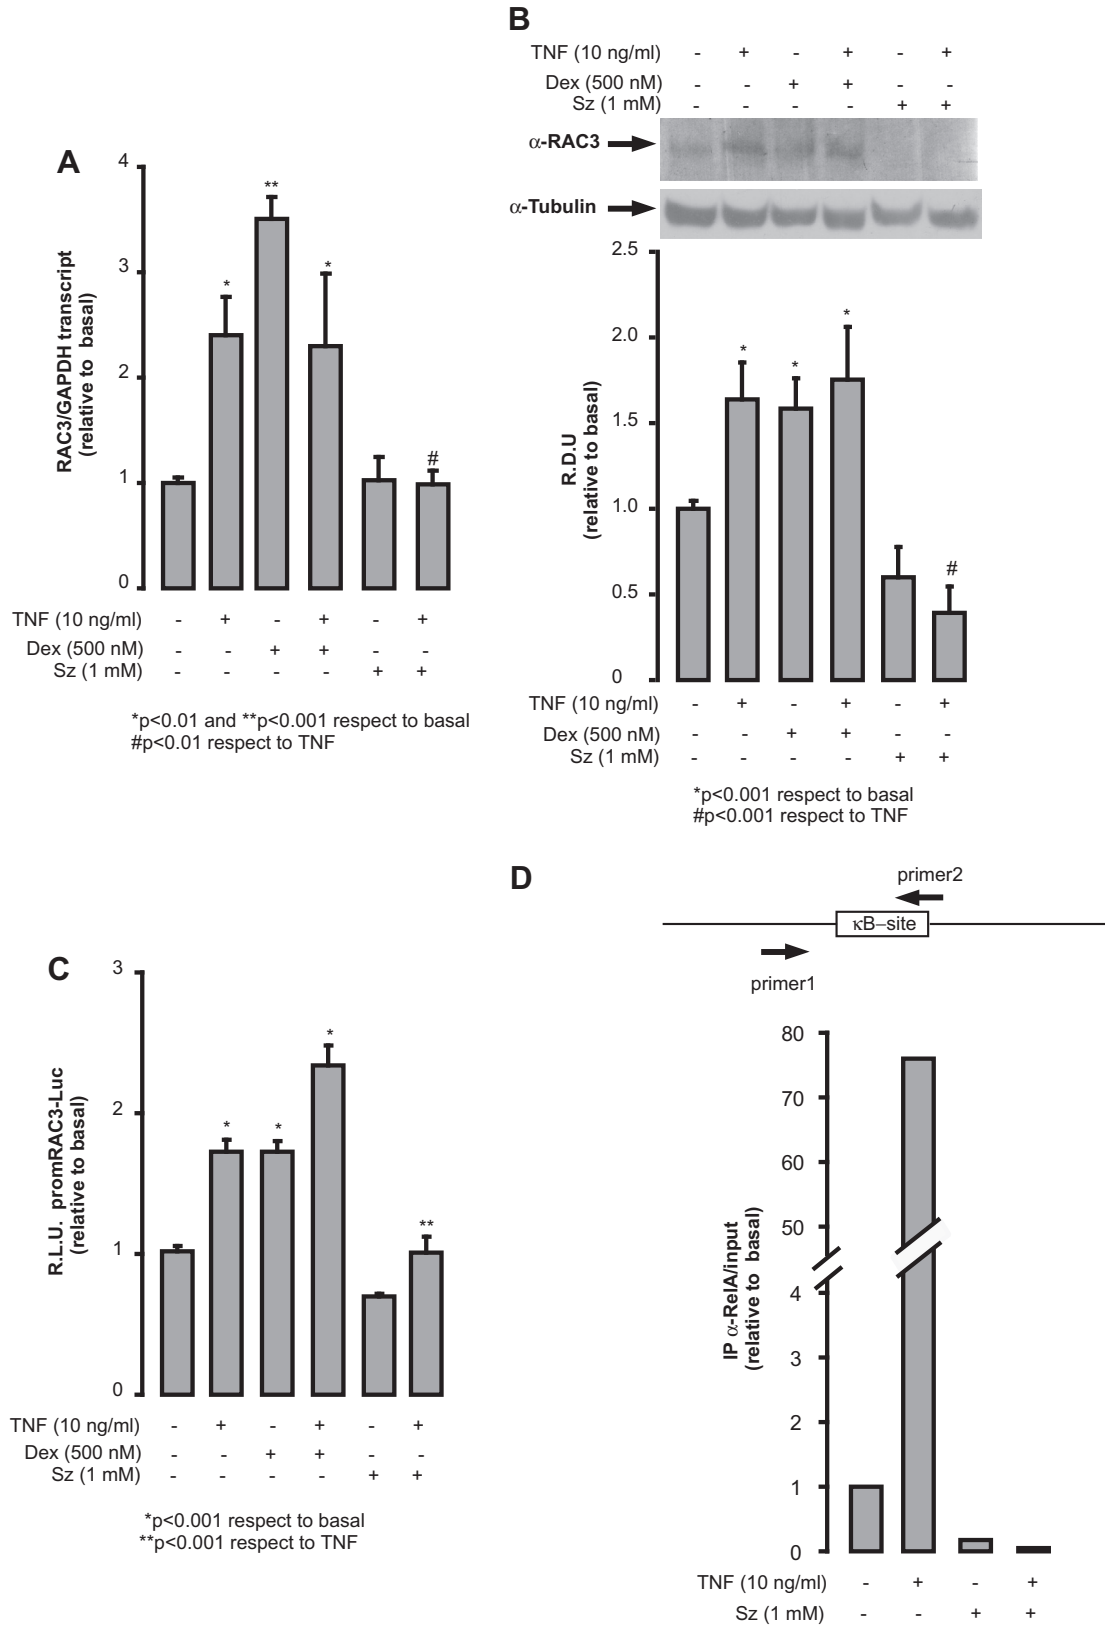 A
4
3
2
1
0
RAC3/GAPDH transcript
(relative to basal)
** 
* * 
#
TNF (10 ng/ml) - + - + - +
Dex (500 nM) - - + + - -
Sz (1 mM) - - - - + +
*p<0.01 and **p<0.001 respect to basal
#p<0.01 respect to TNF
B
TNF (10 ng/ml) - + - + - +
Dex (500 nM) - - + + - -
Sz (1 mM) - - - - + +
α-RAC3
α-Tubulin
2.5
2.0
1.5
1.0
0.5
0
R.D.U
(relative to basal)
* * *
#
TNF (10 ng/ml) - + - + - +
Dex (500 nM) - - + + - -
Sz (1 mM) - - - - + +
*p<0.001 respect to basal
#p<0.001 respect to TNF
C
3
2
1
0
R.L.U. promRAC3-Luc
(relative to basal)
* * *
**
TNF (10 ng/ml) - + - + - +
Dex (500 nM) - - + + - -
Sz (1 mM) - - - - + +
*p<0.001 respect to basal
**p<0.001 respect to TNF
D
primer2
κB–site
primer1
80
70
60
50
4
3
2
1
0
IP α-RelA/input
(relative to basal)
TNF (10 ng/ml) - + - +
Sz (1 mM) - - + +